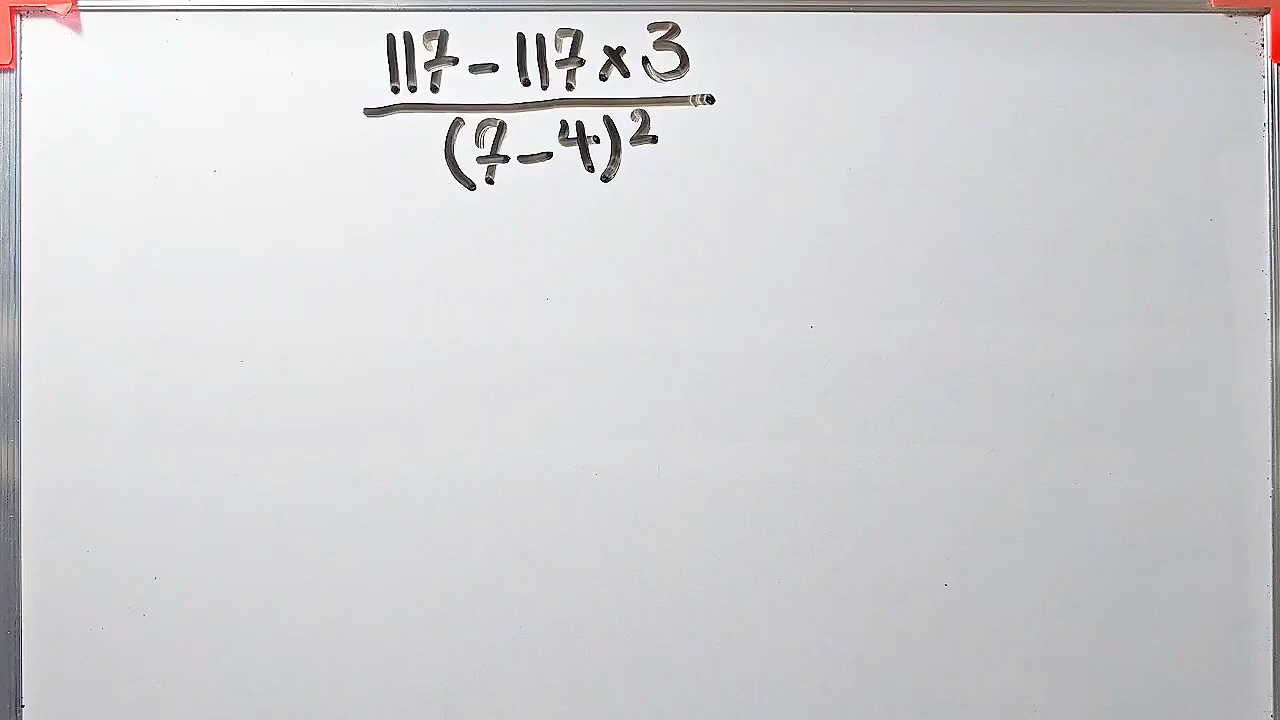 117 - 117 × 3
(7 - 4)²